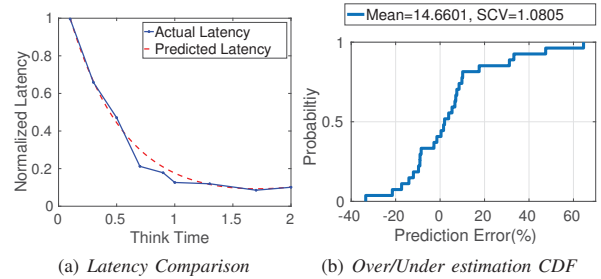 Actual Latency
Predicted Latency
Normalized Latency
1
0.8
0.6
0.4
0.2
0
0 0.5 1 1.5 2
Think Time
(a) Latency Comparison
Mean=14.6601, SCV=1.0805
Probabiltiy
1
0.5
0
-40 -20 0 20 40 60
Prediction Error(%)
(b) Over/Under estimation CDF